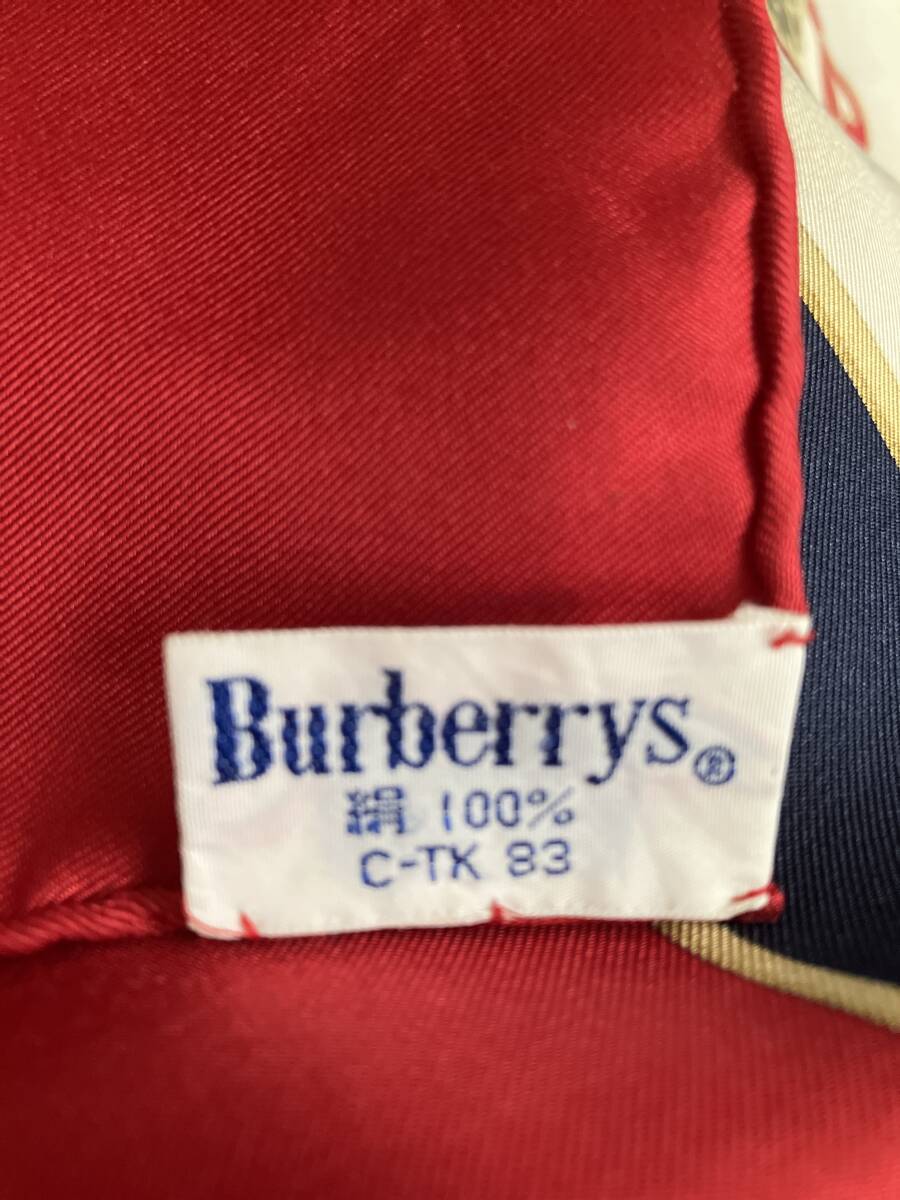 Burberrys®
絹 100%
C-TK 83